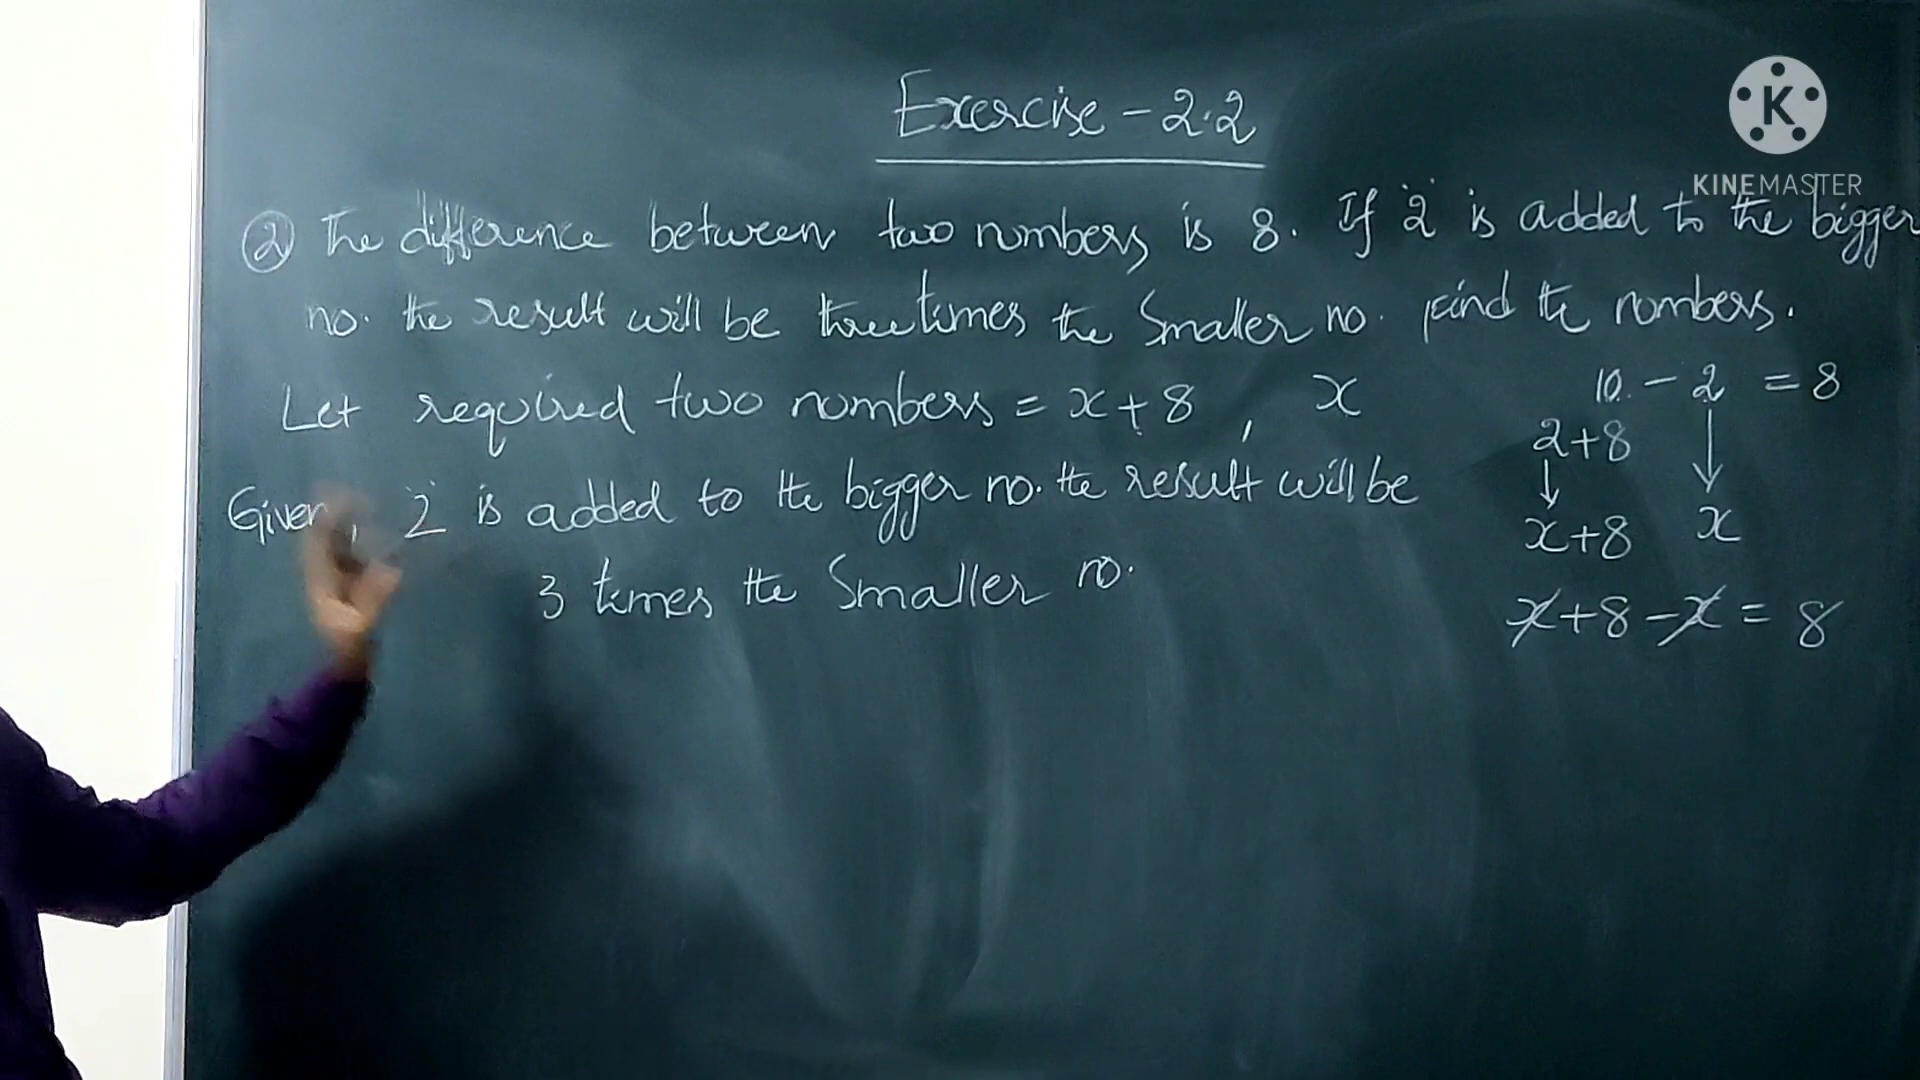 Exercise - 2.2
K
KINEMASTER
② The difference between two numbers is 8. If '2' is added to the bigger
no. the result will be three times the smaller no. find the numbers.
Let required two numbers = x+8 , x
Given, '2' is added to the bigger no. the result will be
3 times the smaller no.
10 - 2 = 8
2+8
↓ ↓
x+8 x
x+8-x = 8